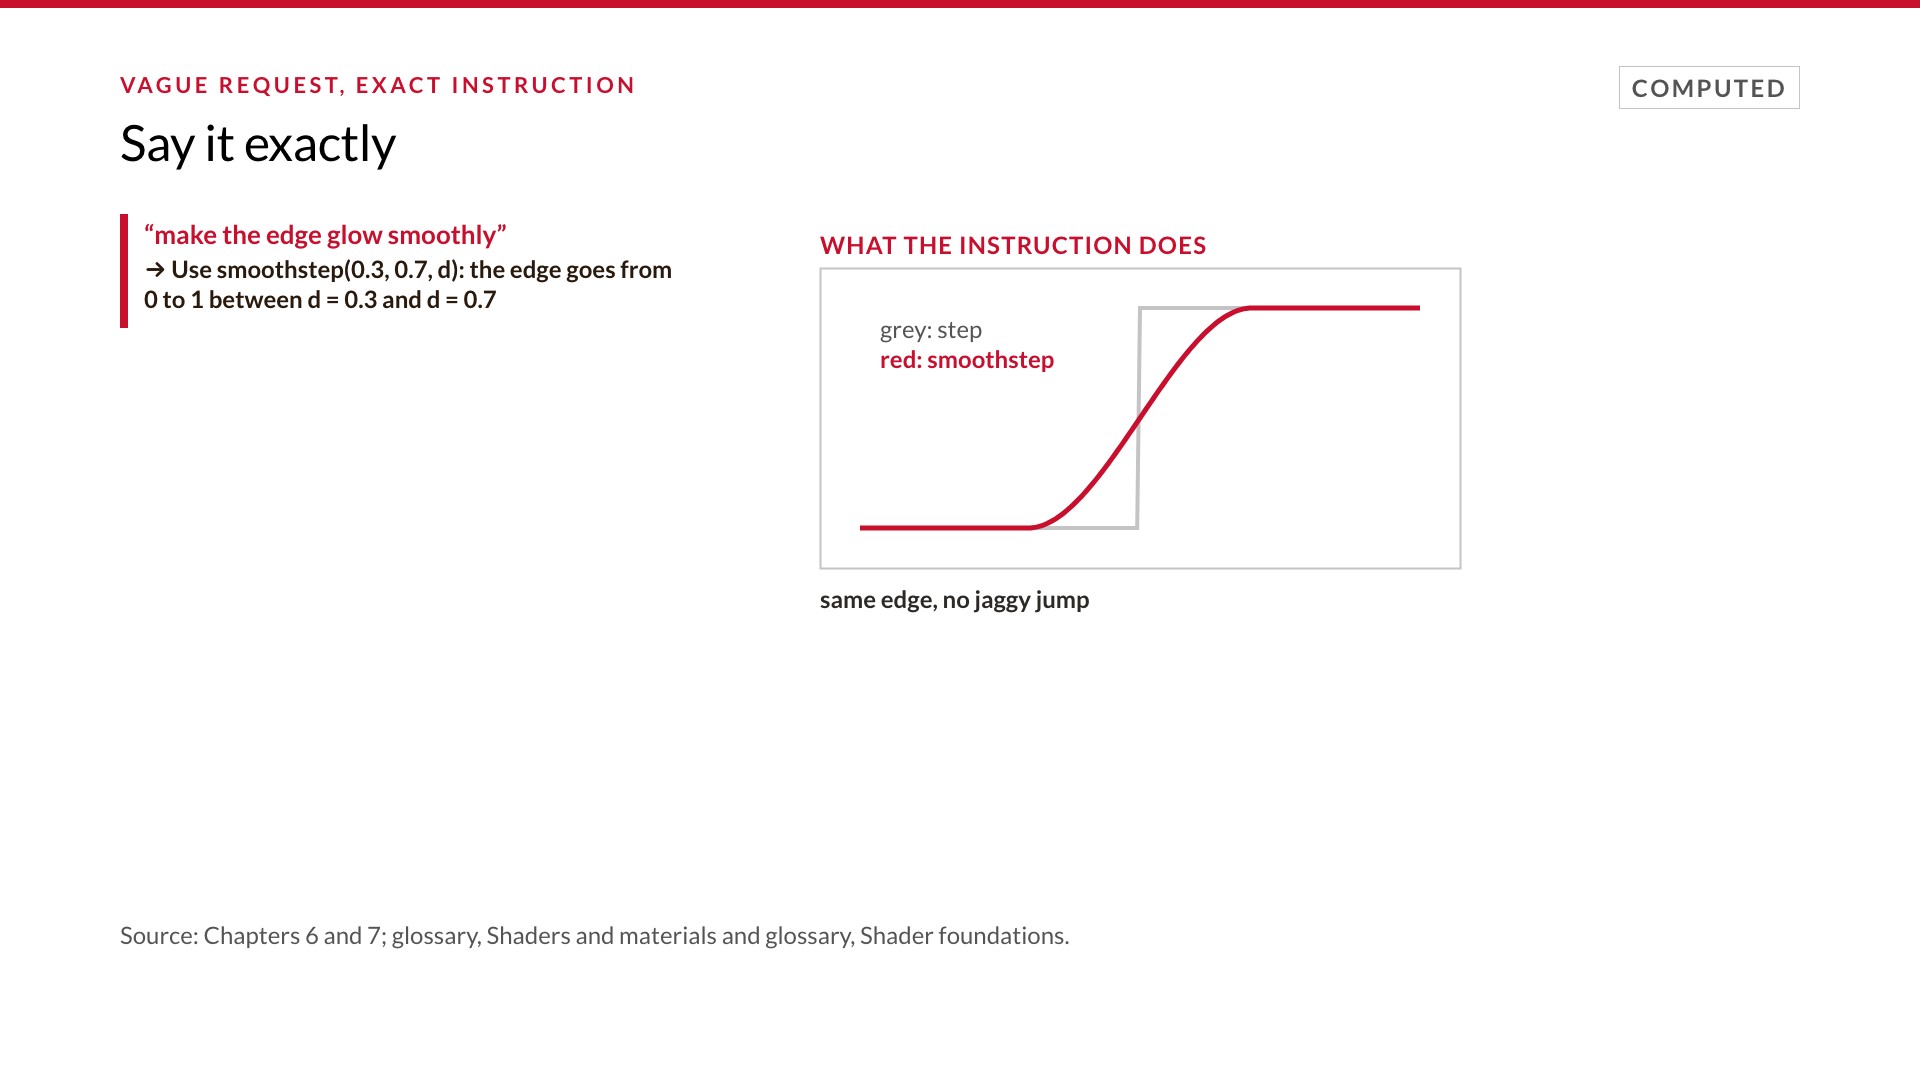 VAGUE REQUEST, EXACT INSTRUCTION
COMPUTED
Say it exactly
“make the edge glow smoothly”
→ Use smoothstep(0.3, 0.7, d): the edge goes from
0 to 1 between d = 0.3 and d = 0.7
WHAT THE INSTRUCTION DOES
grey: step
red: smoothstep
same edge, no jaggy jump
Source: Chapters 6 and 7; glossary, Shaders and materials and glossary, Shader foundations.